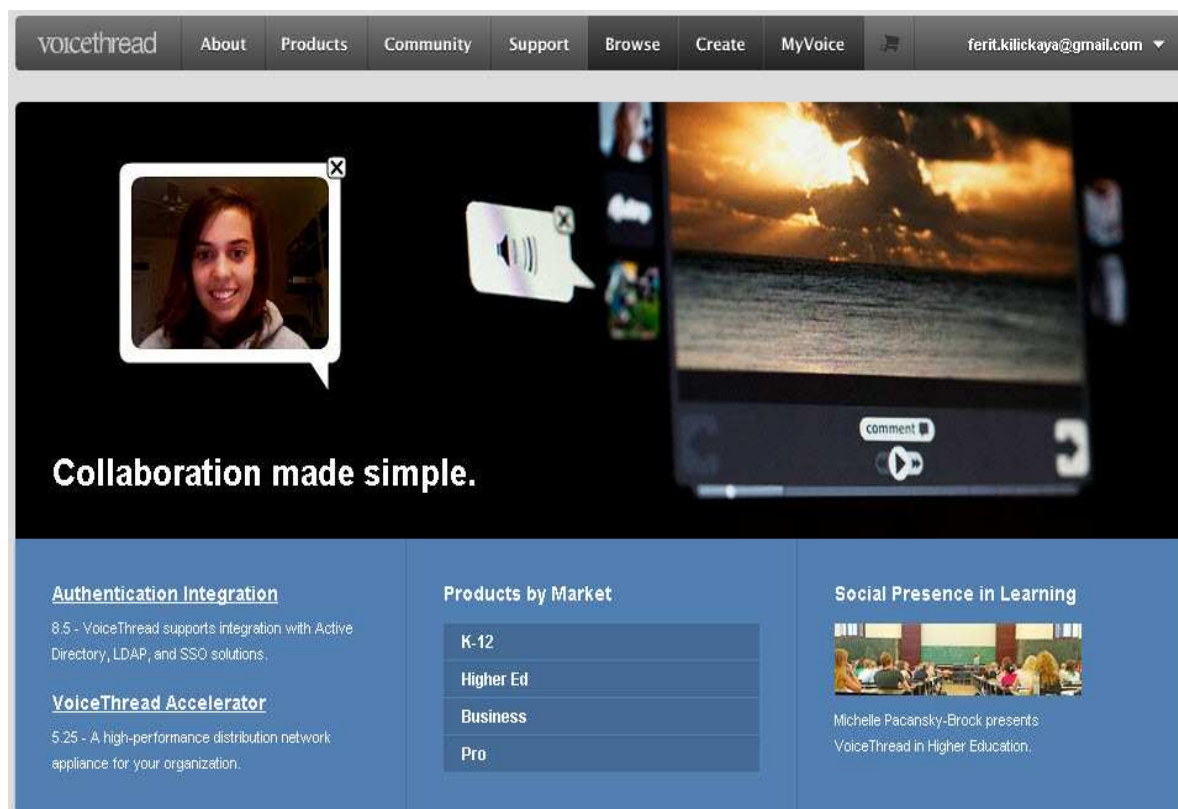 voicethread About Products Community Support Browse Create MyVoice ferit.kilickaya@gmail.com
comment
Collaboration made simple.
Authentication Integration
8.5 - VoiceThread supports integration with Active
Directory, LDAP, and SSO solutions.
VoiceThread Accelerator
5.25 - A high-performance distribution network
appliance for your organization.
Products by Market
K-12
Higher Ed
Business
Pro
Social Presence in Learning
Michelle Pacansky-Brock presents
VoiceThread in Higher Education.